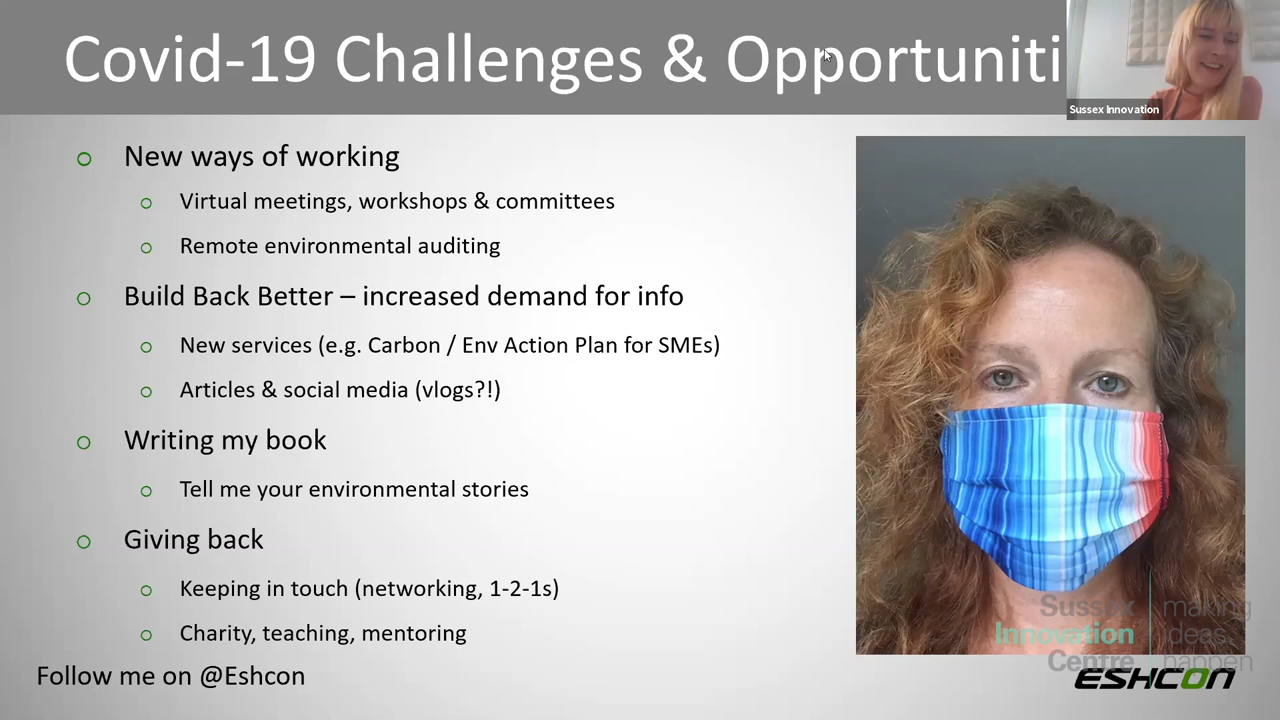 Covid-19 Challenges & Opportuniti
Sussex Innovation
New ways of working
Virtual meetings, workshops & committees
Remote environmental auditing
Build Back Better – increased demand for info
New services (e.g. Carbon / Env Action Plan for SMEs)
Articles & social media (vlogs?!)
Writing my book
Tell me your environmental stories
Giving back
Keeping in touch (networking, 1-2-1s)
Charity, teaching, mentoring
Follow me on @Eshcon
Sussex
Innovation
Centre
making
ideas
happen
ESHCON